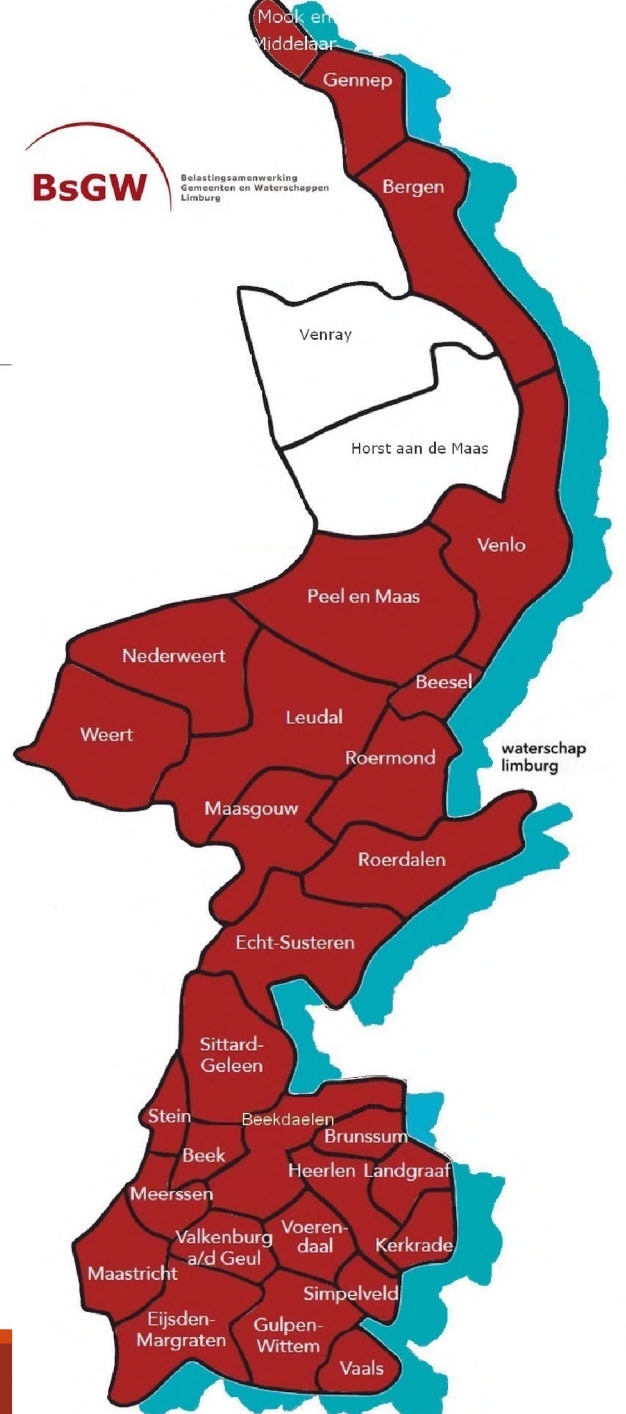 Mook en
Middelaar
Gennep
BsGW
Belastingsamenwerking
Gemeenten en Waterschappen
Limburg
Bergen
Venray
Horst aan de Maas
Venlo
Peel en Maas
Nederweert
Beesel
Leudal
Weert
Roermond
waterschap
limburg
Maasgouw
Roerdalen
Echt-Susteren
Sittard-
Geleen
Stein
Beekdaelen
Brunssum
Beek
Heerlen
Landgraaf
Meerssen
Voeren-
daal
Valkenburg
a/d Geul
Kerkrade
Maastricht
Simpelveld
Eijsden-
Margraten
Gulpen-
Wittem
Vaals